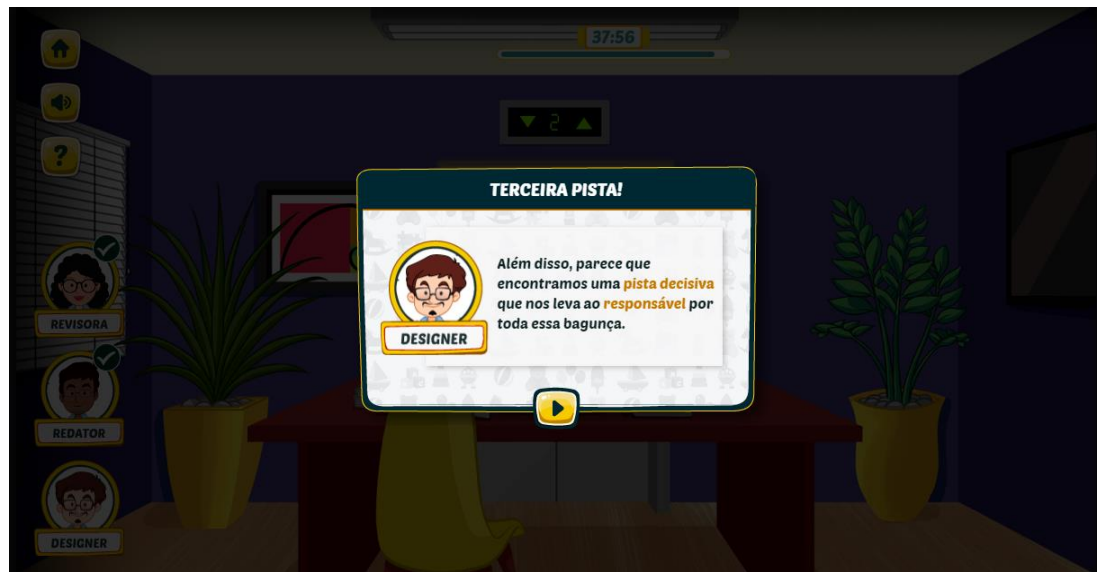 37:56
2
?
TERCEIRA PISTA!
Além disso, parece que
encontramos uma pista decisiva
que nos leva ao responsável por
toda essa bagunça.
DESIGNER
REVISORA
REDATOR
DESIGNER